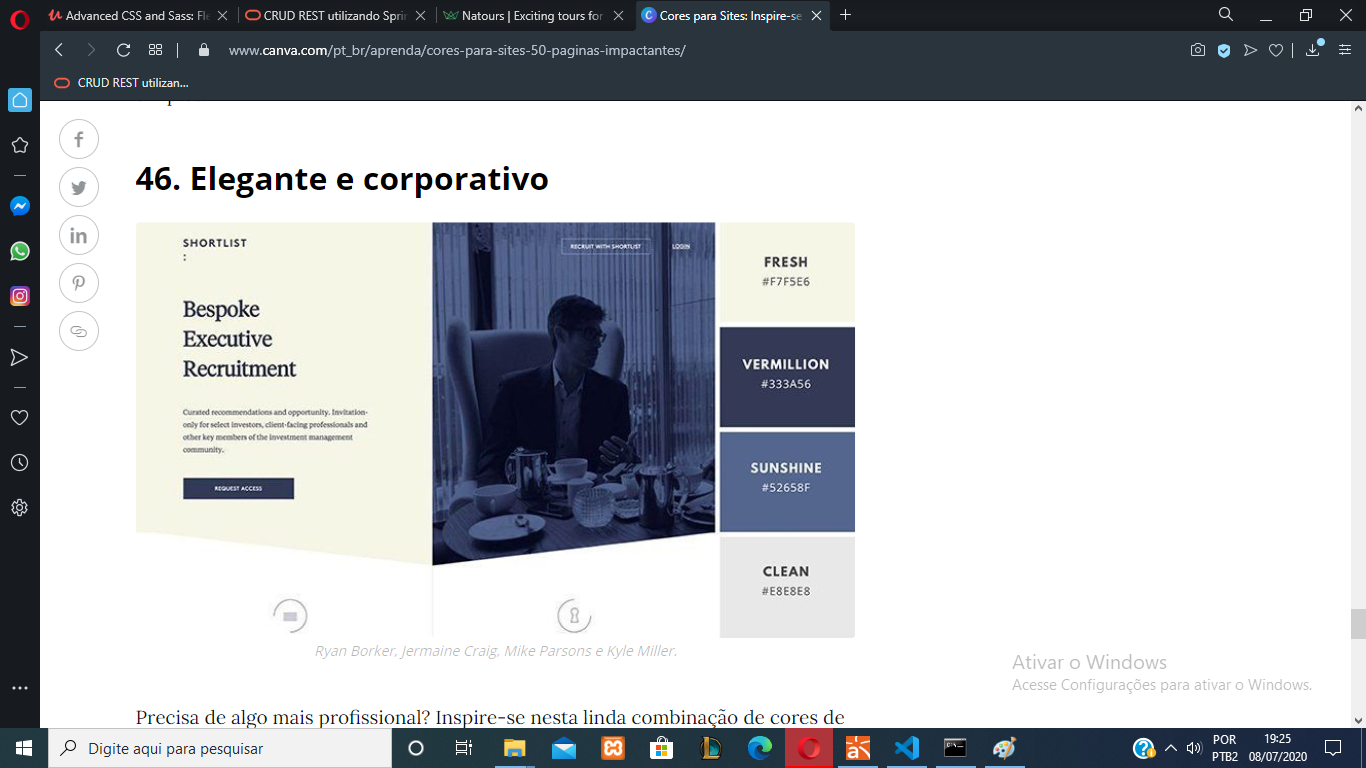 Advanced CSS and Sass: Fle
CRUD REST utilizando Sprin
Natours | Exciting tours for
Cores para Sites: Inspire-se
www.canva.com/pt_br/aprenda/cores-para-sites-50-paginas-impactantes/
CRUD REST utilizan...
46. Elegante e corporativo
SHORTLIST
:
RECRUIT WITH SHORTLIST
LOGIN
Bespoke
Executive
Recruitment
Curated recommendations and opportunity. Invitation-
only for select investors, client-facing professionals and
other key members of the investment management
community.
REQUEST ACCESS
FRESH
#F7F5E6
VERMILLION
#333A56
SUNSHINE
#52658F
CLEAN
#E8E8E8
Ryan Borker, Jermaine Craig, Mike Parsons e Kyle Miller.
Precisa de algo mais profissional? Inspire-se nesta linda combinação de cores de
Ativar o Windows
Acesse Configurações para ativar o Windows.
Digite aqui para pesquisar
POR
PTB2
19:25
08/07/2020